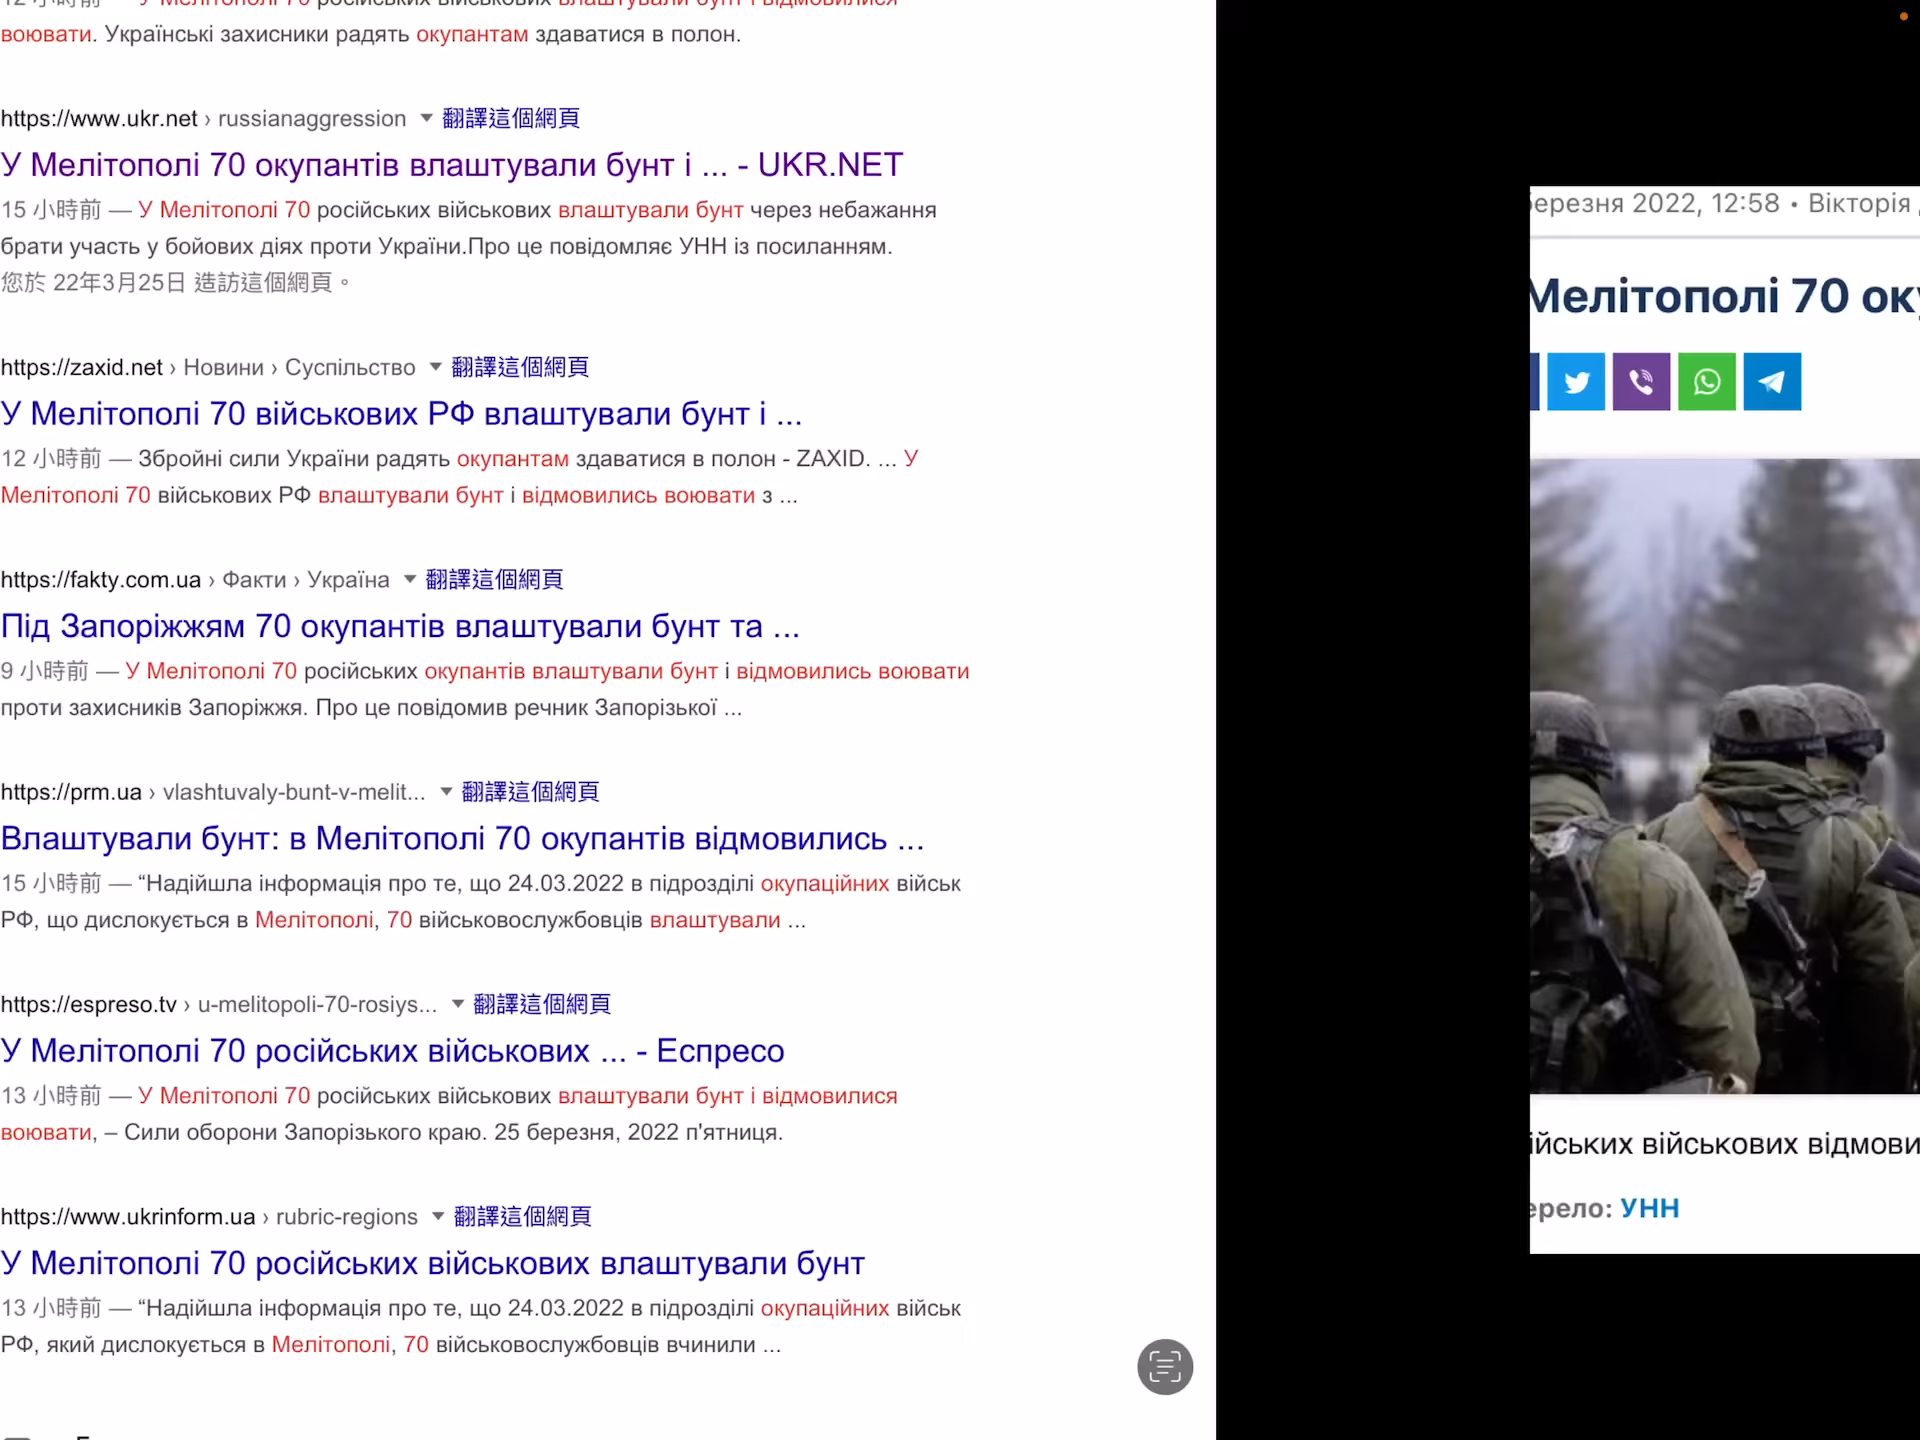 воювати. Українські захисники радять окупантам здаватися в полон.
https://www.ukr.net › russianaggression ▼ 翻譯這個網頁
У Мелітополі 70 окупантів влаштували бунт і ... - UKR.NET
15 小時前 — У Мелітополі 70 російських військових влаштували бунт через небажання
брати участь у бойових діях проти України.Про це повідомляє УНН із посиланням.
您於 22年3月25日 造訪這個網頁。
https://zaxid.net › Новини › Суспільство ▼ 翻譯這個網頁
У Мелітополі 70 військових РФ влаштували бунт і ...
12 小時前 — Збройні сили України радять окупантам здаватися в полон - ZAXID. ... У
Мелітополі 70 військових РФ влаштували бунт і відмовились воювати з ...
https://fakty.com.ua › Факти › Україна ▼ 翻譯這個網頁
Під Запоріжжям 70 окупантів влаштували бунт та ...
9 小時前 — У Мелітополі 70 російських окупантів влаштували бунт і відмовились воювати
проти захисників Запоріжжя. Про це повідомив речник Запорізької ...
https://prm.ua › vlashtuvaly-bunt-v-melit... ▼ 翻譯這個網頁
Влаштували бунт: в Мелітополі 70 окупантів відмовились ...
15 小時前 — “Надійшла інформація про те, що 24.03.2022 в підрозділі окупаційних військ
РФ, що дислокується в Мелітополі, 70 військовослужбовців влаштували ...
https://espreso.tv › u-melitopoli-70-rosiys... ▼ 翻譯這個網頁
У Мелітополі 70 російських військових ... - Еспресо
13 小時前 — У Мелітополі 70 російських військових влаштували бунт і відмовилися
воювати, – Сили оборони Запорізького краю. 25 березня, 2022 п'ятниця.
https://www.ukrinform.ua › rubric-regions ▼ 翻譯這個網頁
У Мелітополі 70 російських військових влаштували бунт
13 小時前 — “Надійшла інформація про те, що 24.03.2022 в підрозділі окупаційних військ
РФ, який дислокується в Мелітополі, 70 військовослужбовців вчинили ...
ерезня 2022, 12:58 • Вікторія
Мелітополі 70 ок
ійських військових відмови
ерело: УНН